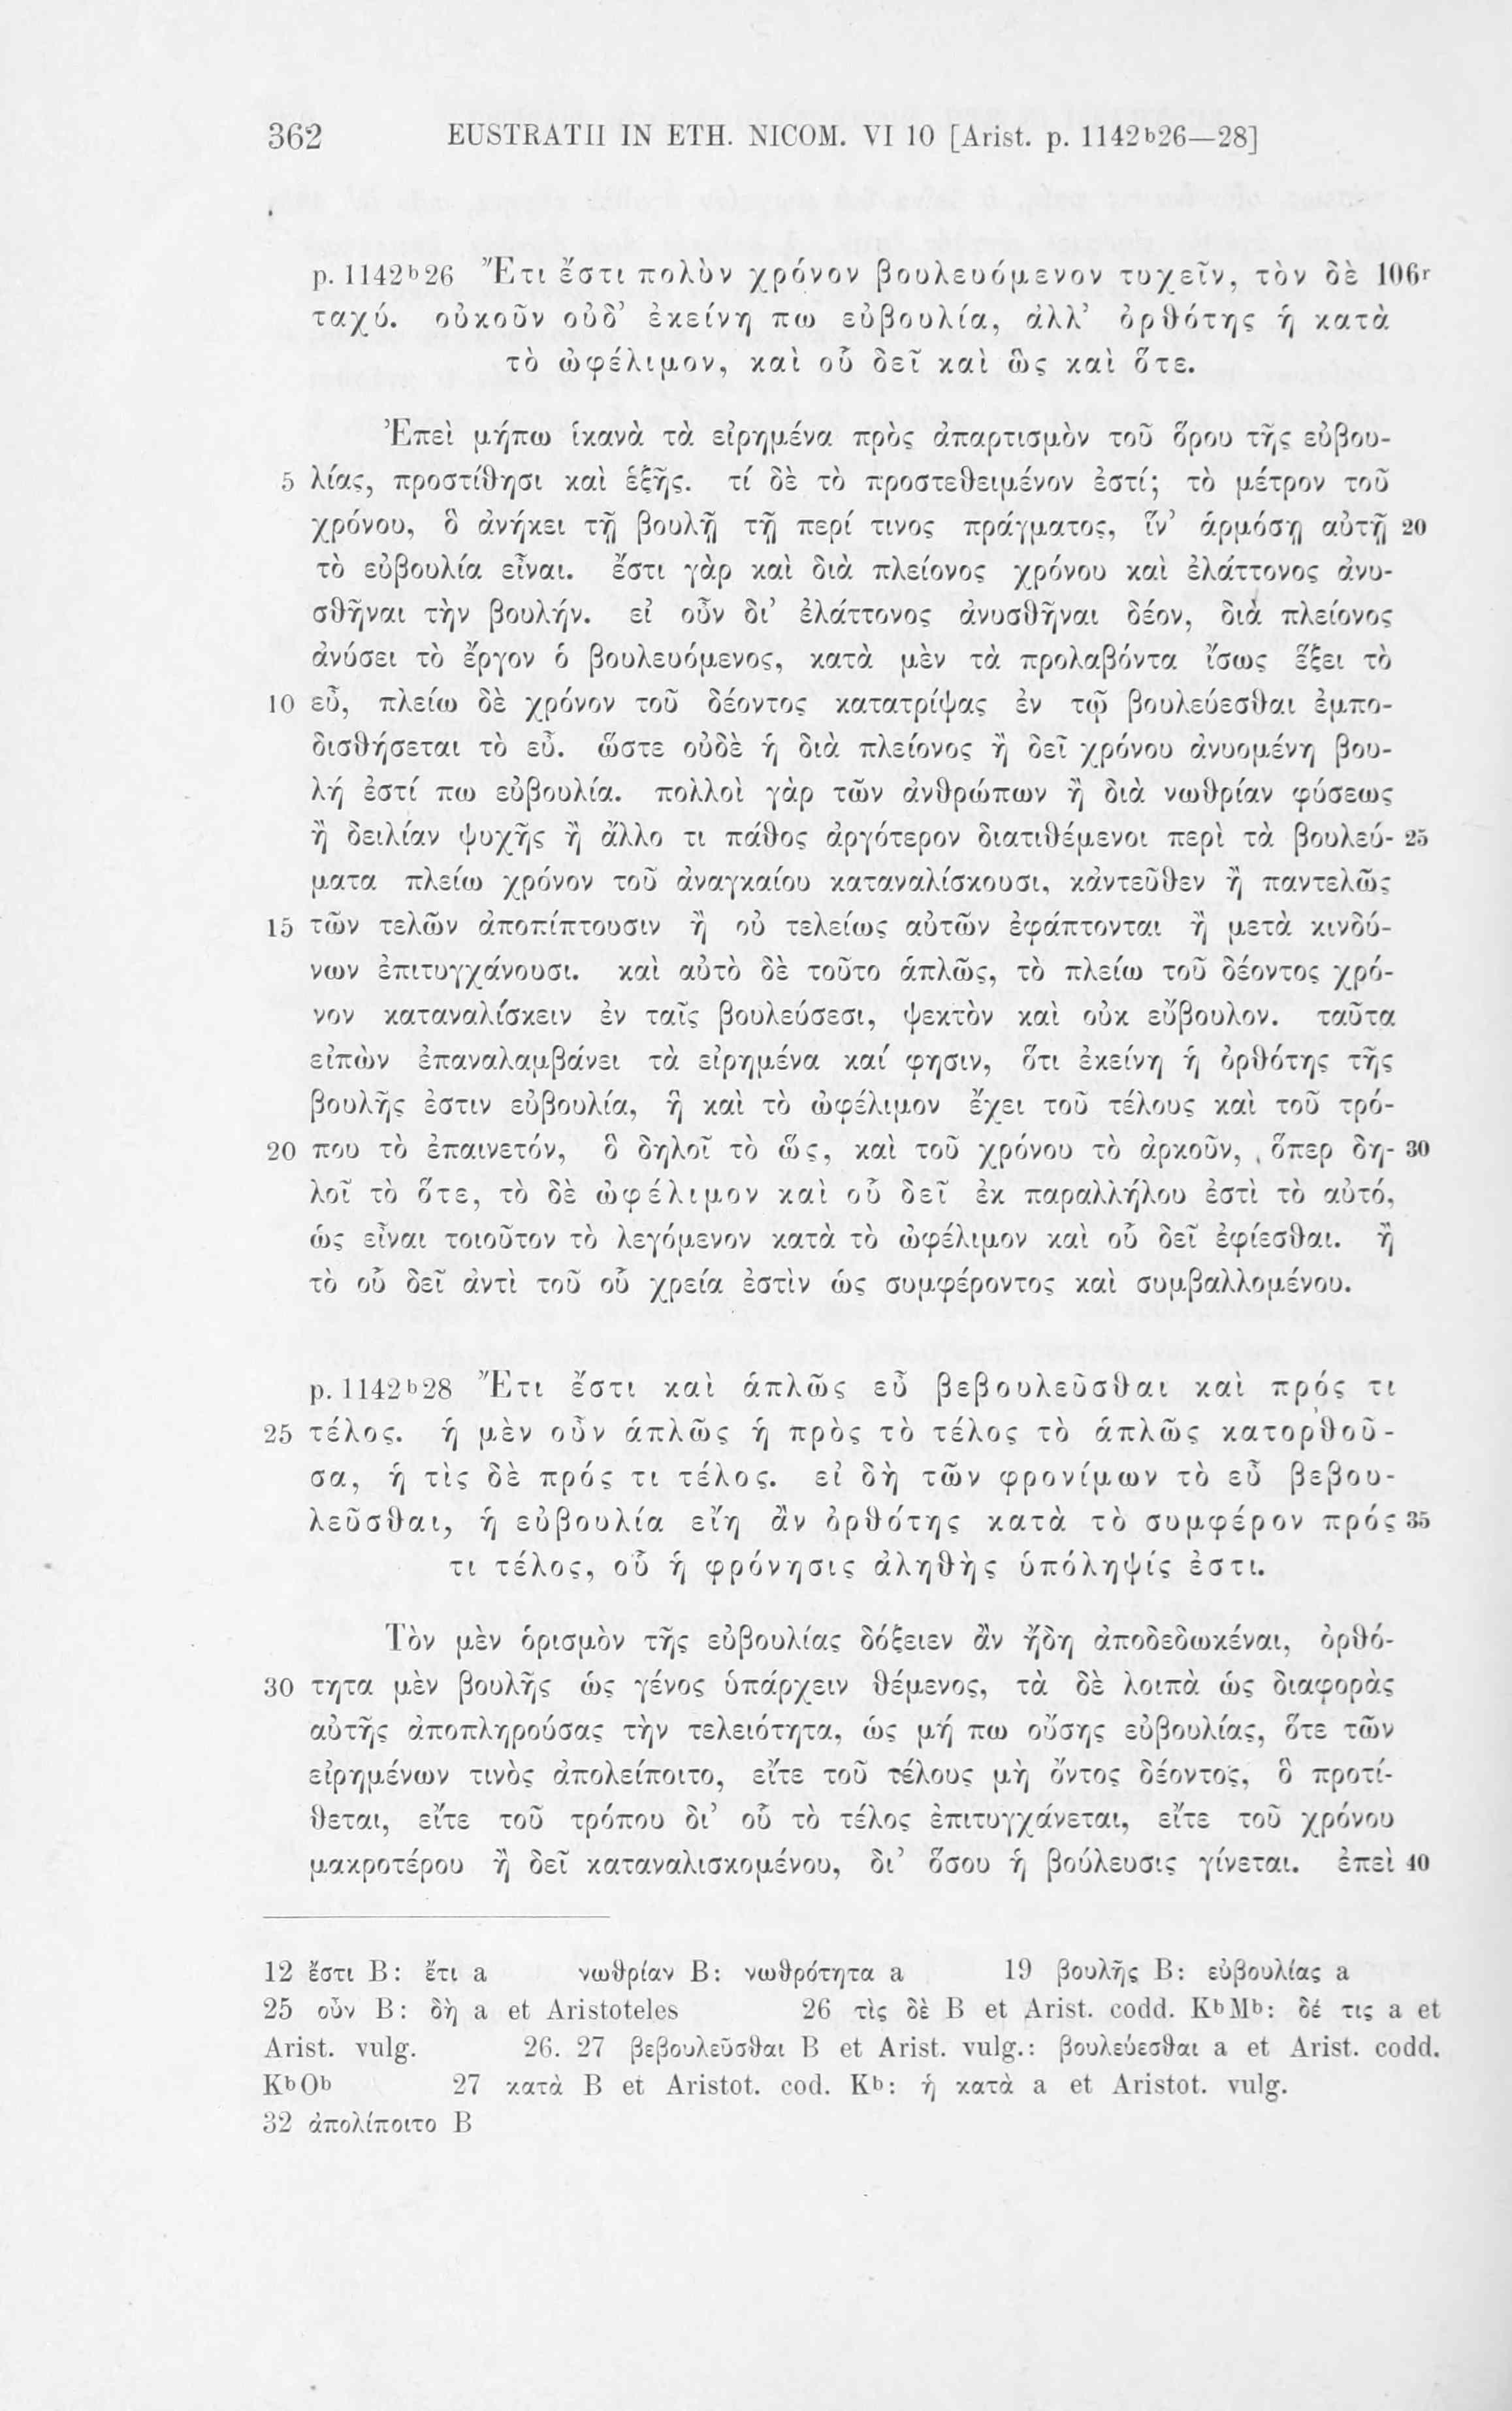 362 EUSTRATII IN ETH. NICOM. VI 10 [Arist. p. 1142b26—28]
p. 1142b26 Ἔτι ἔστι πολὺν χρόνον βουλευόμενον τυχεῖν, τὸν δὲ 106r
ταχύ. οὐκοῦν οὐδ’ ἐκείνη πω εὐβουλία, ἀλλ’ ὀρθότης ἡ κατὰ
τὸ ὠφέλιμον, καὶ οὗ δεῖ καὶ ὣς καὶ ὅτε.
Ἐπεὶ μήπω ἱκανὰ τὰ εἰρημένα πρὸς ἀπαρτισμὸν τοῦ ὅρου τῆς εὐβου-
5 λίας, προστίθησι καὶ ἑξῆς. τί δὲ τὸ προστεθειμένον ἐστί; τὸ μέτρον τοῦ
χρόνου, ὃ ἀνήκει τῇ βουλῇ τῇ περί τινος πράγματος, ἵν’ ἁρμόσῃ αὐτῇ 20
τὸ εὐβουλία εἶναι. ἔστι γὰρ καὶ διὰ πλείονος χρόνου καὶ ἐλάττονος ἀνυ-
σθῆναι τὴν βουλήν. εἰ οὖν δι’ ἐλάττονος ἀνυσθῆναι δέον, διὰ πλείονος
ἀνύσει τὸ ἔργον ὁ βουλευόμενος, κατὰ μὲν τὰ προλαβόντα ἴσως ἕξει τὸ
10 εὖ, πλείω δὲ χρόνον τοῦ δέοντος κατατρίψας ἐν τῷ βουλεύεσθαι ἐμπο-
δισθήσεται τὸ εὖ. ὥστε οὐδὲ ἡ διὰ πλείονος ἢ δεῖ χρόνου ἀνυομένη βου-
λή ἐστί πω εὐβουλία. πολλοὶ γὰρ τῶν ἀνθρώπων ἢ διὰ νωθρίαν φύσεως
ἢ δειλίαν ψυχῆς ἢ ἄλλο τι πάθος ἀργότερον διατιθέμενοι περὶ τὰ βουλεύ- 25
ματα πλείω χρόνον τοῦ ἀναγκαίου καταναλίσκουσι, κἀντεῦθεν ἢ παντελῶς
15 τῶν τελῶν ἀποπίπτουσιν ἢ οὐ τελείως αὐτῶν ἐφάπτονται ἢ μετὰ κινδύ-
νων ἐπιτυγχάνουσι. καὶ αὐτὸ δὲ τοῦτο ἁπλῶς, τὸ πλείω τοῦ δέοντος χρό-
νον καταναλίσκειν ἐν ταῖς βουλεύσεσι, ψεκτὸν καὶ οὐκ εὔβουλον. ταῦτα
εἰπὼν ἐπαναλαμβάνει τὰ εἰρημένα καί φησιν, ὅτι ἐκείνη ἡ ὀρθότης τῆς
βουλῆς ἐστιν εὐβουλία, ἣ καὶ τὸ ὠφέλιμον ἔχει τοῦ τέλους καὶ τοῦ τρό-
20 που τὸ ἐπαινετόν, ὃ δηλοῖ τὸ ὥς, καὶ τοῦ χρόνου τὸ ἀρκοῦν, ὅπερ δη- 30
λοῖ τὸ ὅτε, τὸ δὲ ὠφέλιμον καὶ οὗ δεῖ ἐκ παραλλήλου ἐστὶ τὸ αὐτό,
ὡς εἶναι τοιοῦτον τὸ λεγόμενον κατὰ τὸ ὠφέλιμον καὶ οὗ δεῖ ἐφίεσθαι. ἢ
τὸ οὗ δεῖ ἀντὶ τοῦ οὗ χρεία ἐστὶν ὡς συμφέροντος καὶ συμβαλλομένου.
p. 1142b28 Ἔτι ἔστι καὶ ἁπλῶς εὖ βεβουλεῦσθαι καὶ πρός τι
25 τέλος. ἡ μὲν οὖν ἁπλῶς ἡ πρὸς τὸ τέλος τὸ ἁπλῶς κατορθοῦ-
σα, ἡ τὶς δὲ πρός τι τέλος. εἰ δὴ τῶν φρονίμων τὸ εὖ βεβου-
λεῦσθαι, ἡ εὐβουλία εἴη ἂν ὀρθότης κατὰ τὸ συμφέρον πρός 35
τι τέλος, οὗ ἡ φρόνησις ἀληθὴς ὑπόληψίς ἐστι.
Τὸν μὲν ὁρισμὸν τῆς εὐβουλίας δόξειεν ἂν ἤδη ἀποδεδωκέναι, ὀρθό-
30 τητα μὲν βουλῆς ὡς γένος ὑπάρχειν θέμενος, τὰ δὲ λοιπὰ ὡς διαφορὰς
αὐτῆς ἀποπληρούσας τὴν τελειότητα, ὡς μή πω οὔσης εὐβουλίας, ὅτε τῶν
εἰρημένων τινὸς ἀπολείποιτο, εἴτε τοῦ τέλους μὴ ὄντος δέοντος, ὃ προτί-
θεται, εἴτε τοῦ τρόπου δι’ οὗ τὸ τέλος ἐπιτυγχάνεται, εἴτε τοῦ χρόνου
μακροτέρου ἢ δεῖ καταναλισκομένου, δι’ ὅσου ἡ βούλευσις γίνεται. ἐπεὶ 40
12 ἔστι B: ἔτι a νωθρίαν B: νωθρότητα a 19 βουλῆς B: εὐβουλίας a
25 οὖν B: δὴ a et Aristoteles 26 τὶς δὲ B et Arist. codd. KbMb: δέ τις a et
Arist. vulg. 26. 27 βεβουλεῦσθαι B et Arist. vulg.: βουλεύεσθαι a et Arist. codd.
KbOb 27 κατὰ B et Aristot. cod. Kb: ἡ κατὰ a et Aristot. vulg.
32 ἀπολίποιτο B